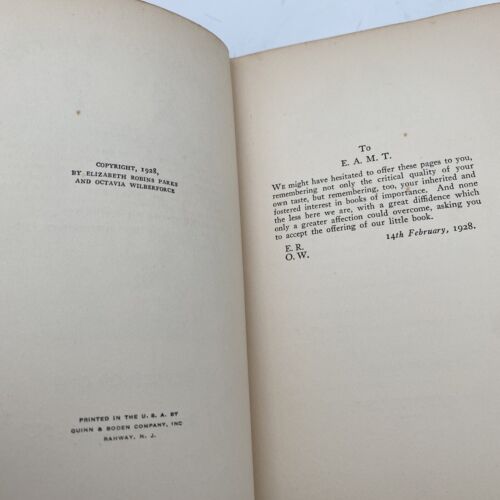 COPYRIGHT, 1928,
BY ELIZABETH ROBINS PARKS
AND OCTAVIA WILBERFORCE
PRINTED IN THE U. S. A. BY
QUINN & BODEN COMPANY, INC
RAHWAY, N. J.
To
E. A. M. T.
WE might have hesitated to offer these pages to you,
remembering not only the critical quality of your
own taste, but remembering, too, your inherited and
fostered interest in books of importance. And none
the less here we are, with a great diffidence which
only a greater affection could overcome, asking you
to accept the offering of our little book.
E. R.
O. W.
14th February, 1928.